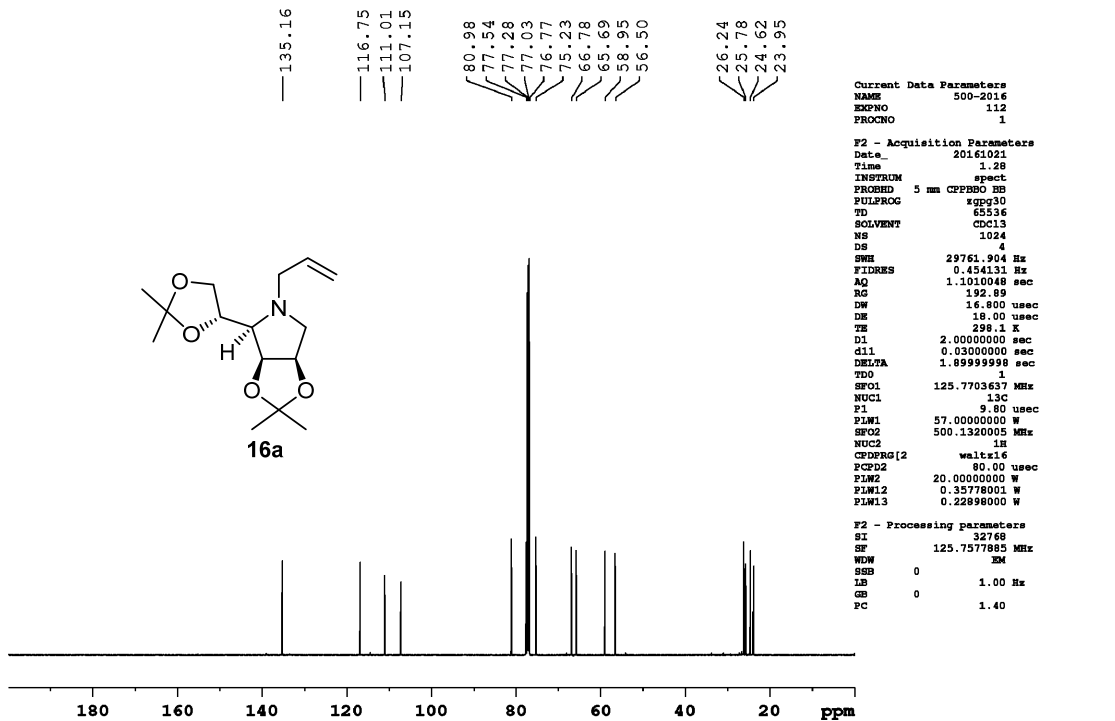 135.16
116.75
111.01
107.15
80.98
77.54
77.28
77.03
76.77
75.23
66.78
65.69
58.95
56.50
26.24
25.78
24.62
23.95
Current Data Parameters
NAME 500-2016
EXPNO 112
PROCNO 1
F2 - Acquisition Parameters
Date_ 20161021
Time 1.28
INSTRUM spect
PROBHD 5 mm CPPBBO BB
PULPROG zgpg30
TD 65536
SOLVENT CDCl3
NS 1024
DS 4
SWH 29761.904 Hz
FIDRES 0.454131 Hz
AQ 1.1010048 sec
RG 192.89
DW 16.800 usec
DE 18.00 usec
TE 298.1 K
D1 2.00000000 sec
d11 0.03000000 sec
DELTA 1.89999998 sec
TD0 1
SFO1 125.7703637 MHz
NUC1 13C
P1 9.80 usec
PLW1 57.00000000 W
SFO2 500.1320005 MHz
NUC2 1H
CPDPRG[2 waltz16
PCPD2 80.00 usec
PLW2 20.00000000 W
PLW12 0.35778001 W
PLW13 0.22898000 W
F2 - Processing parameters
SI 32768
SF 125.7577885 MHz
WDW EM
SSB 0
LB 1.00 Hz
GB 0
PC 1.40
O
N
O
H
O O
16a
180 160 140 120 100 80 60 40 20 ppm